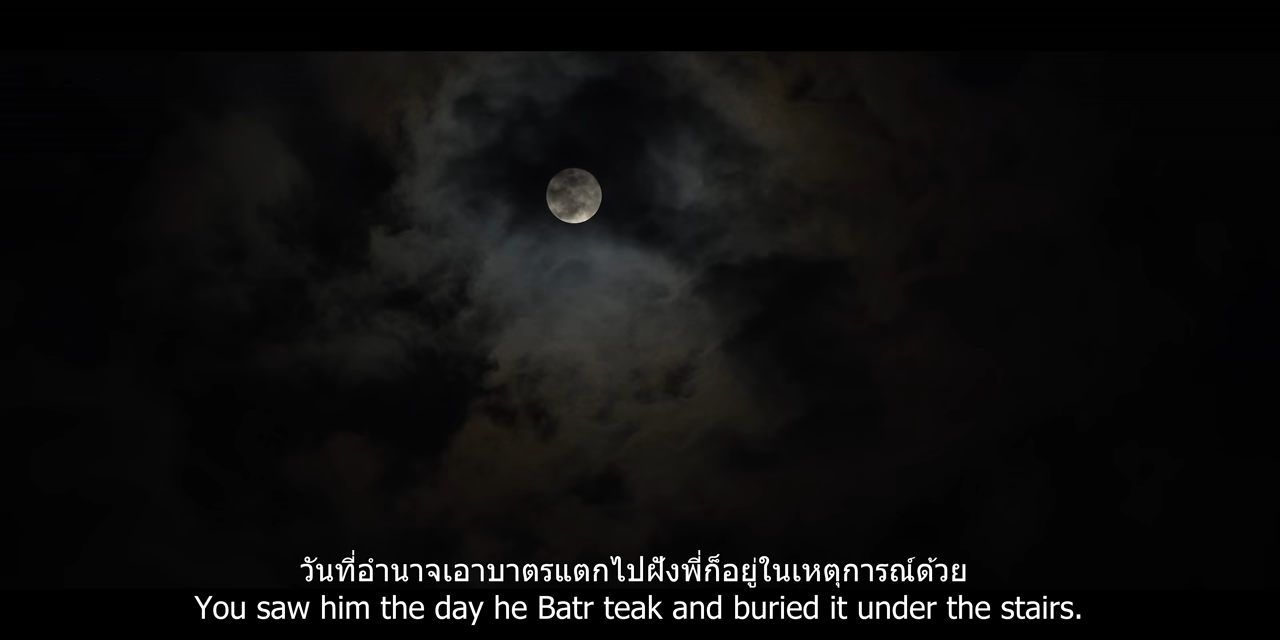 วันที่อำนาจเอาบาตรแตกไปฝังพี่ก็อยู่ในเหตุการณ์ด้วย
You saw him the day he Batr teak and buried it under the stairs.